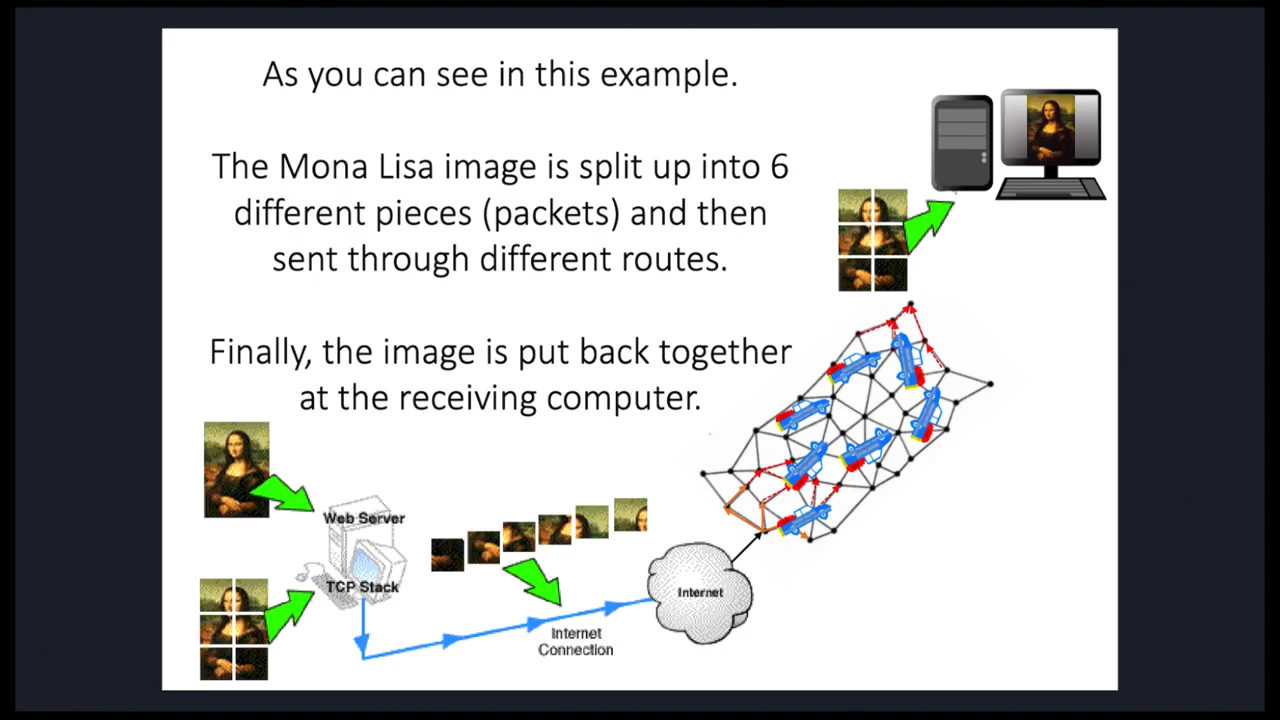 As you can see in this example.
The Mona Lisa image is split up into 6
different pieces (packets) and then
sent through different routes.
Finally, the image is put back together
at the receiving computer.
Web Server
TCP Stack
Internet
Internet
Connection